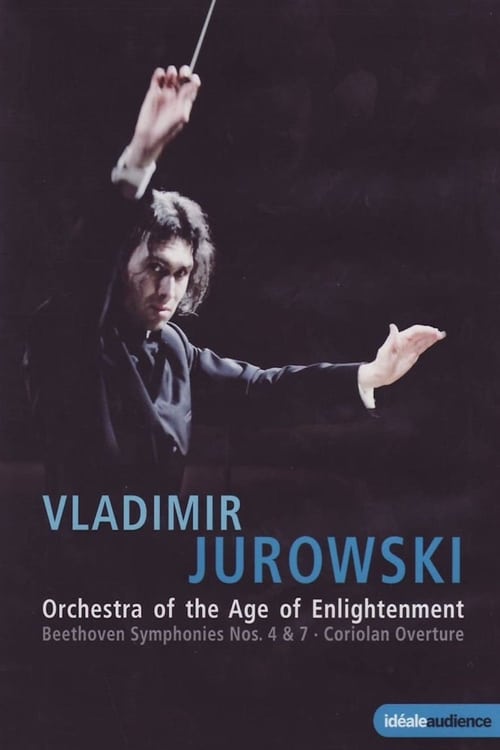 VLADIMIR
JUROWSKI
Orchestra of the Age of Enlightenment
Beethoven Symphonies Nos. 4 & 7 · Coriolan Overture
idéaleaudience